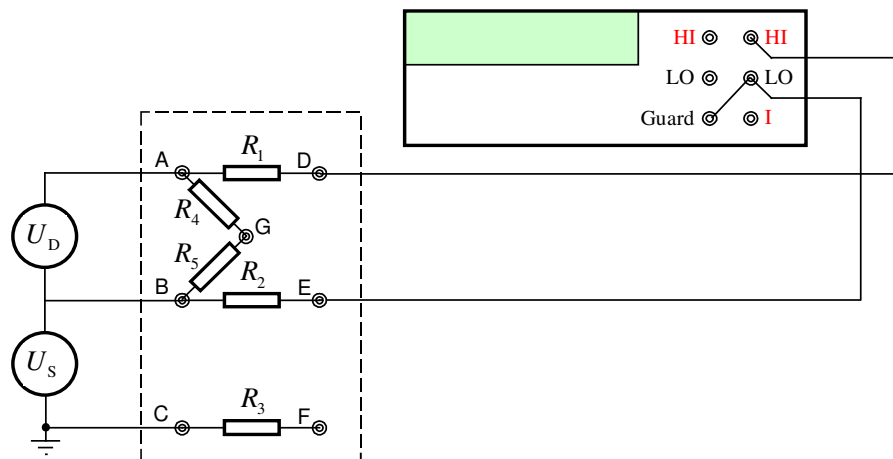 HI HI
LO LO
Guard I
A R1 D
R4 G
UD
R5 R2
B E
US
C R3 F